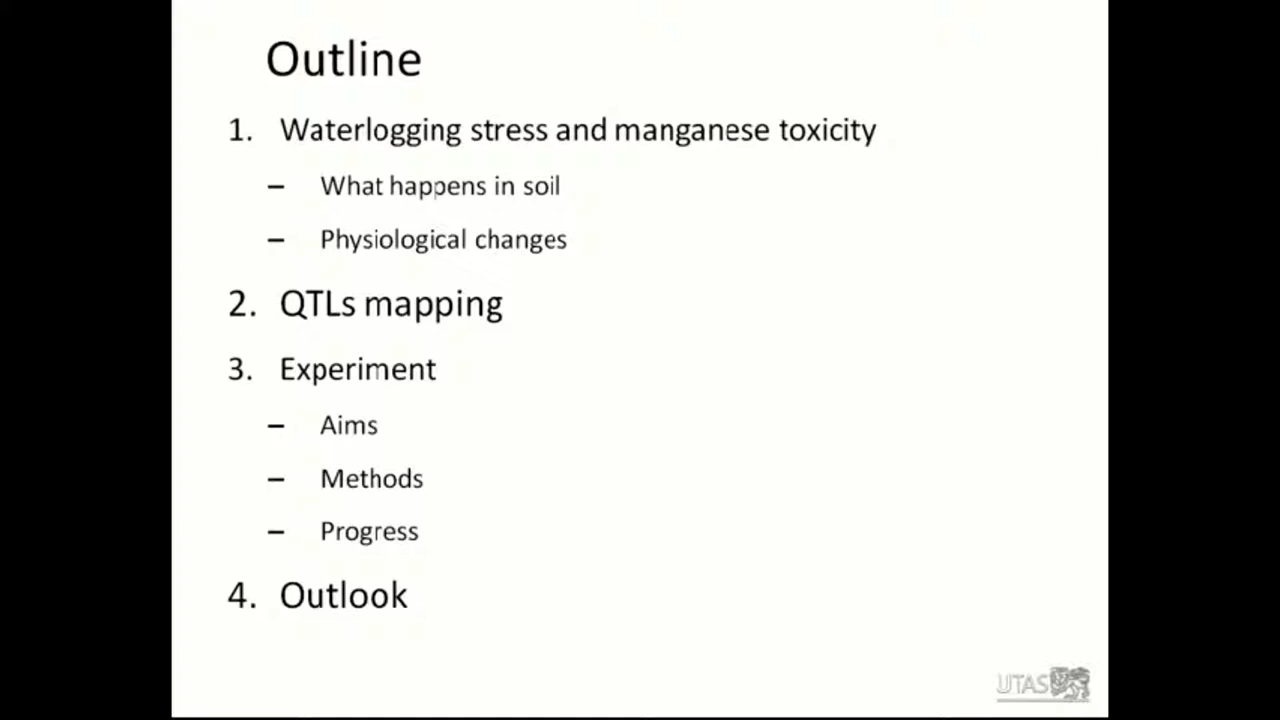 Outline
1. Waterlogging stress and manganese toxicity
– What happens in soil
– Physiological changes
2. QTLs mapping
3. Experiment
– Aims
– Methods
– Progress
4. Outlook
UTAS